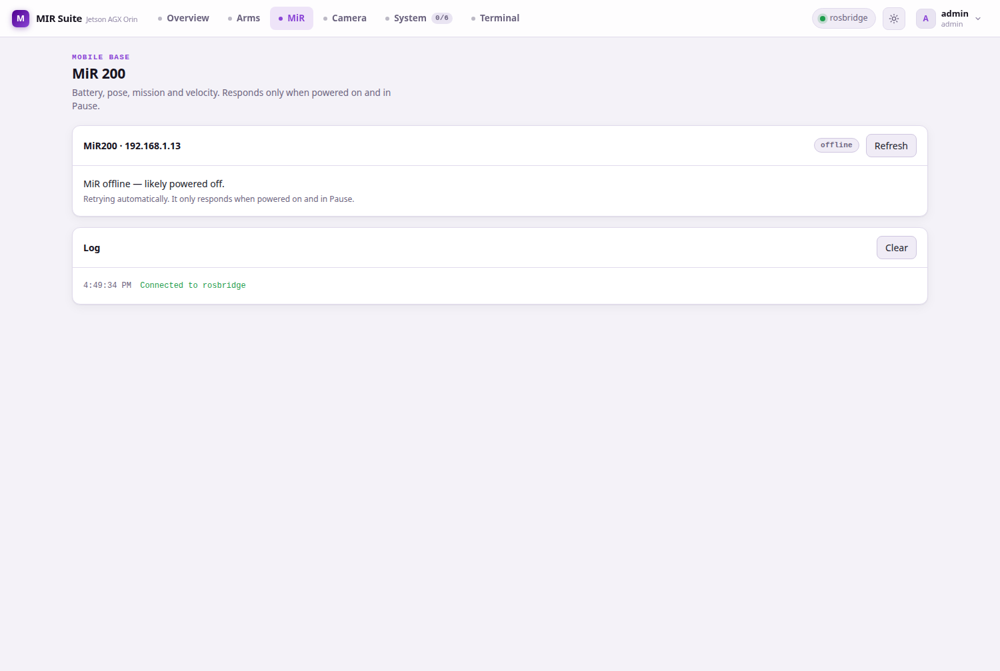 M MIR Suite Jetson AGX Orin Overview Arms MiR Camera System 0/6 Terminal rosbridge A admin
admin
MOBILE BASE
MiR 200
Battery, pose, mission and velocity. Responds only when powered on and in
Pause.
MiR200 · 192.168.1.13 offline Refresh
MiR offline — likely powered off.
Retrying automatically. It only responds when powered on and in Pause.
Log Clear
4:49:34 PM Connected to rosbridge